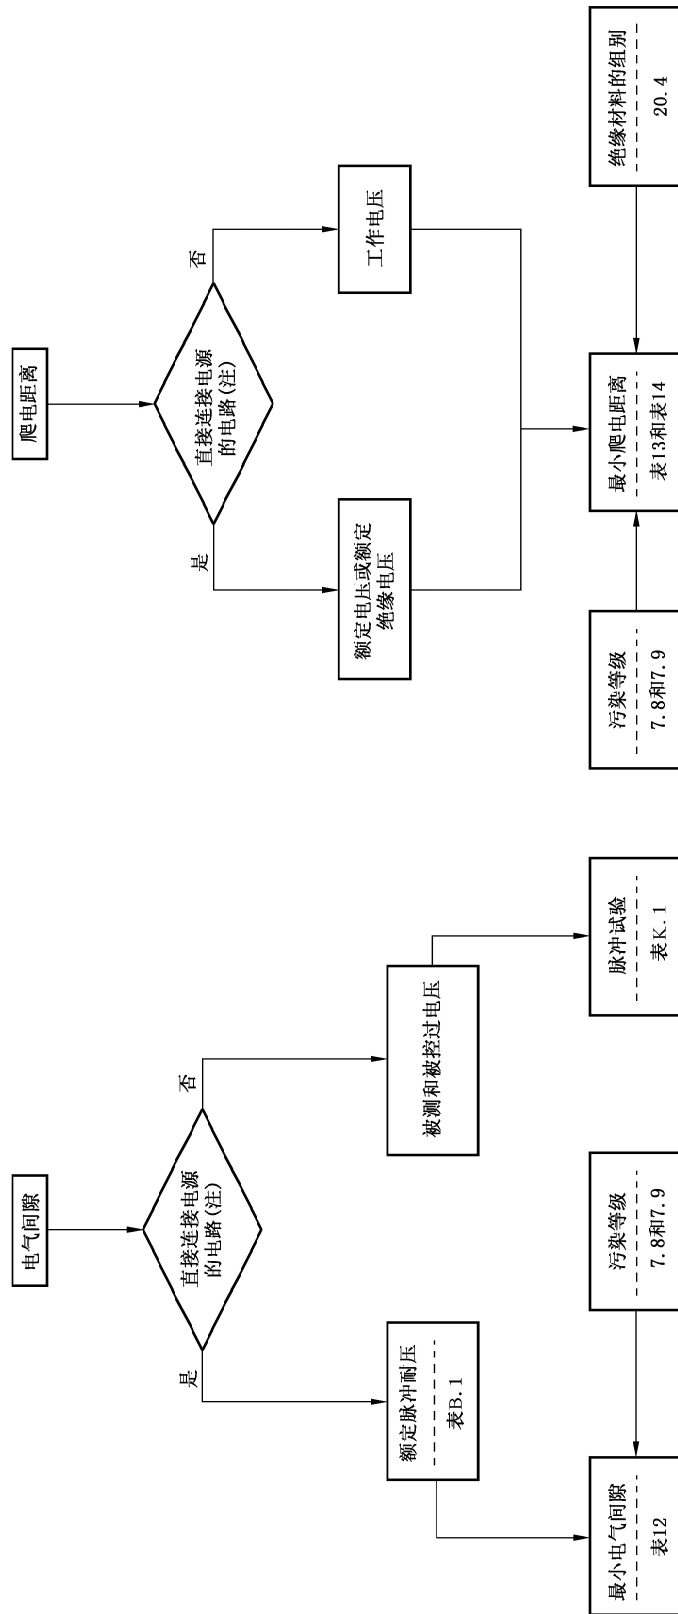 电气间隙
直接连接电源
的电路(注)
是
否
额定脉冲耐压
表B.1
被测和被控过电压
最小电气间隙
表12
污染等级
7.8和7.9
脉冲试验
表K.1
爬电距离
直接连接电源
的电路(注)
是
否
额定电压或额定
绝缘电压
工作电压
污染等级
7.8和7.9
最小爬电距离
表13和表14
绝缘材料的组别
20.4